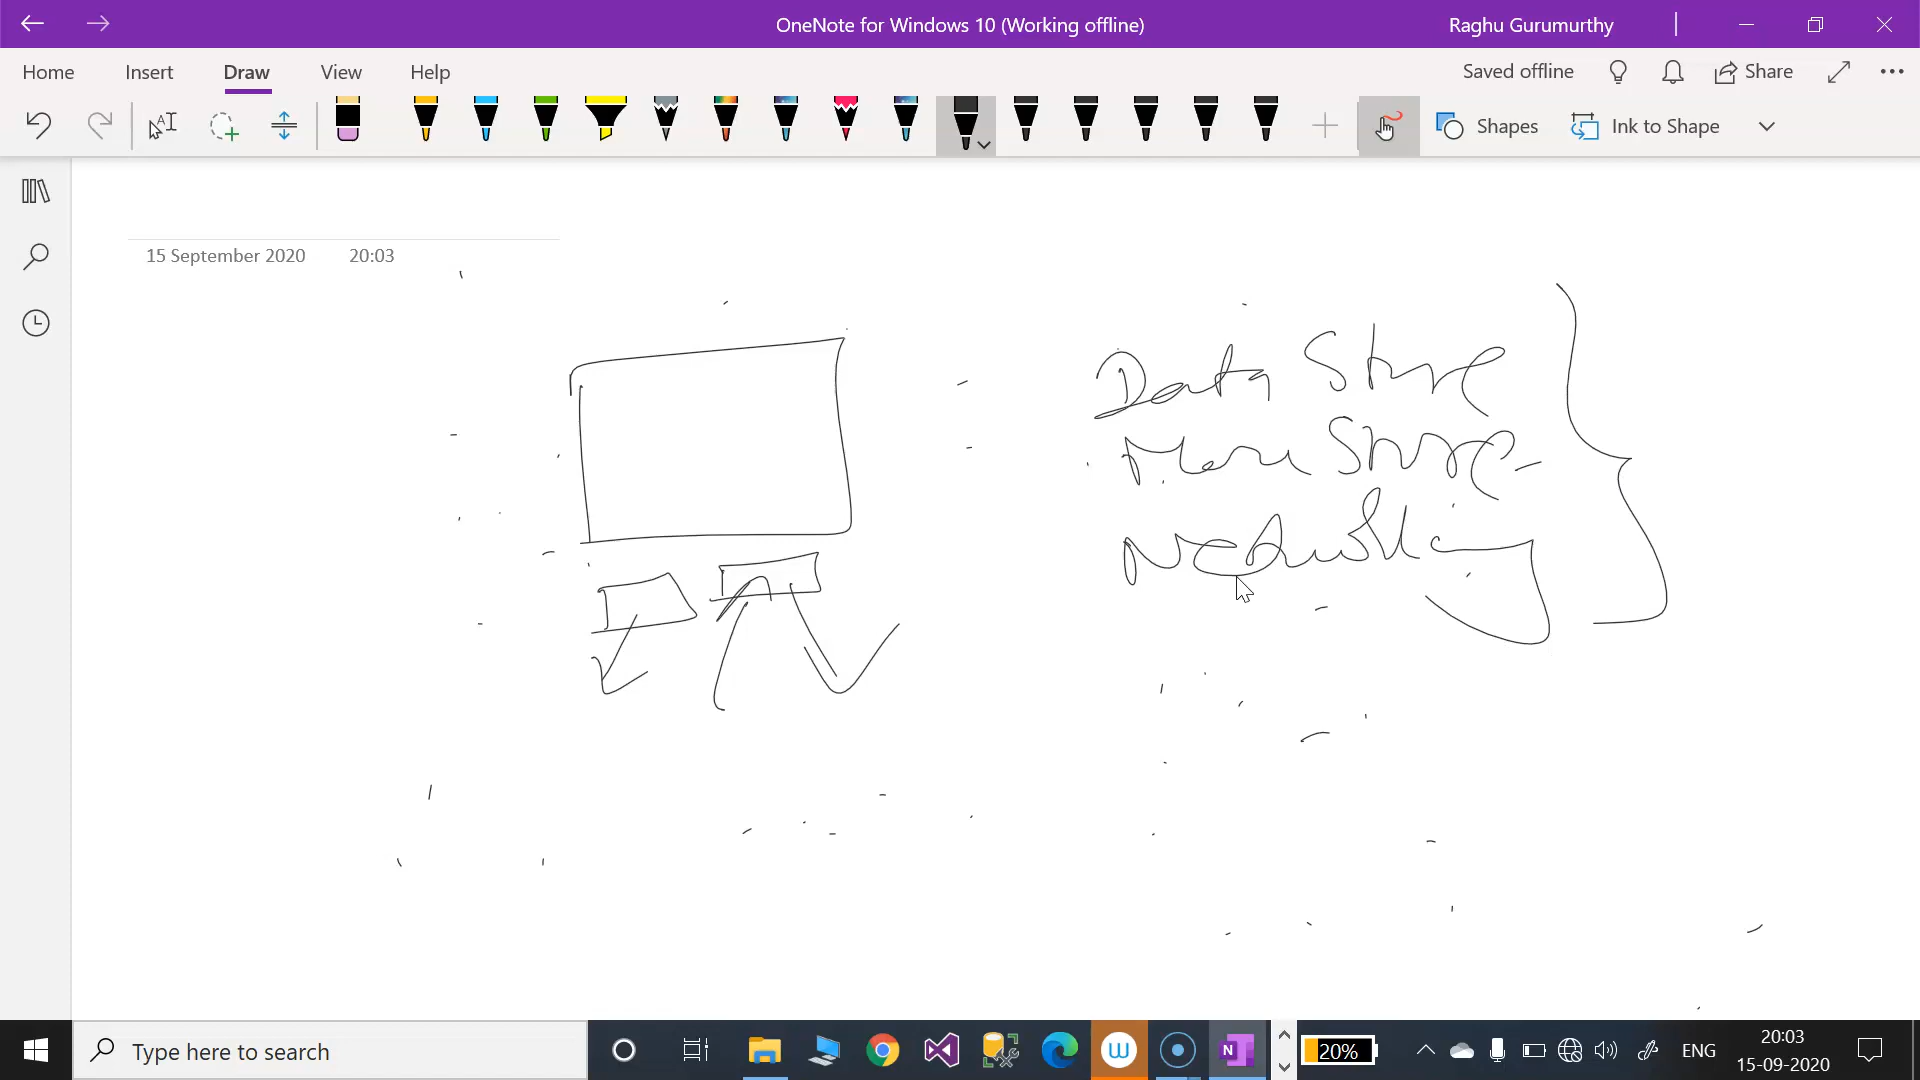 OneNote for Windows 10 (Working offline)
Raghu Gurumurthy
Home Insert Draw View Help
Saved offline
Share
Shapes
Ink to Shape
15 September 2020 20:03
Data Store
Store
Networking
Type here to search
20%
ENG
20:03
15-09-2020